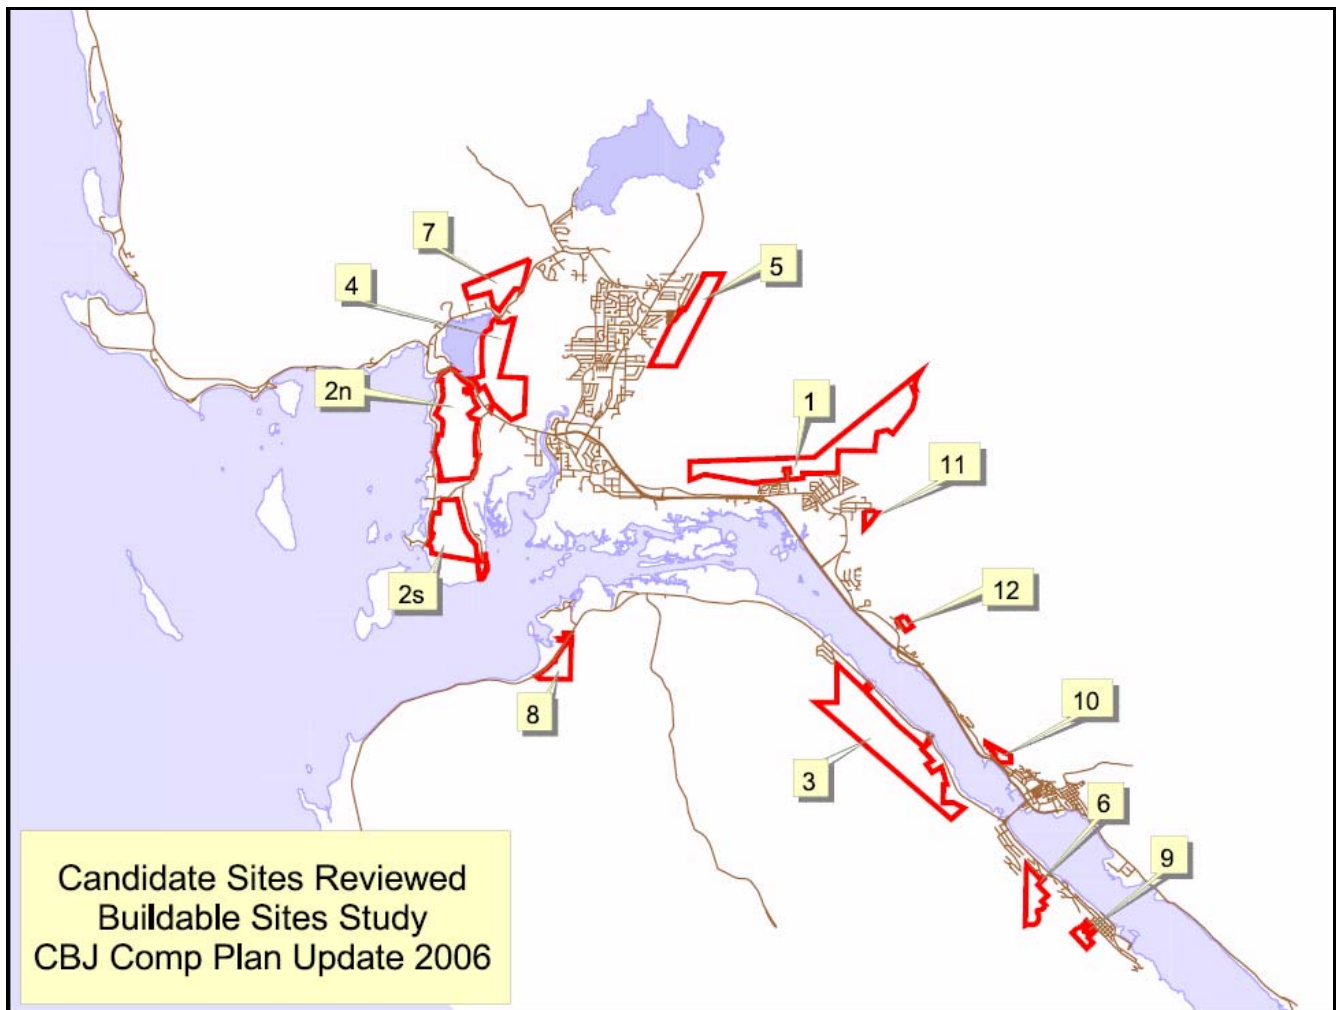 7
5
4
2n
1
11
2s
12
8
10
3
6
9
Candidate Sites Reviewed
Buildable Sites Study
CBJ Comp Plan Update 2006